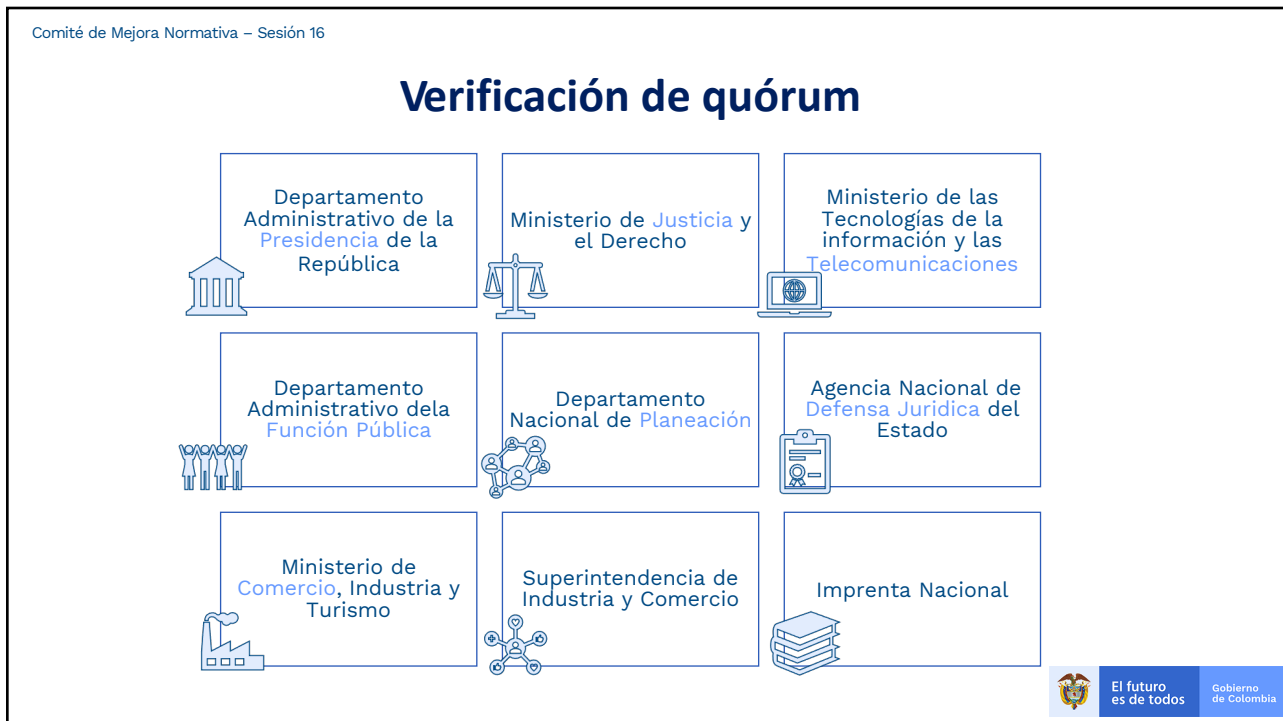 Comité de Mejora Normativa – Sesión 16
Verificación de quórum
Departamento
Administrativo de la
Presidencia de la
República
Ministerio de Justicia y
el Derecho
Ministerio de las
Tecnologías de la
información y las
Telecomunicaciones
Departamento
Administrativo dela
Función Pública
Departamento
Nacional de Planeación
Agencia Nacional de
Defensa Juridica del
Estado
Ministerio de
Comercio, Industria y
Turismo
Superintendencia de
Industria y Comercio
Imprenta Nacional
El futuro
es de todos
Gobierno
de Colombia